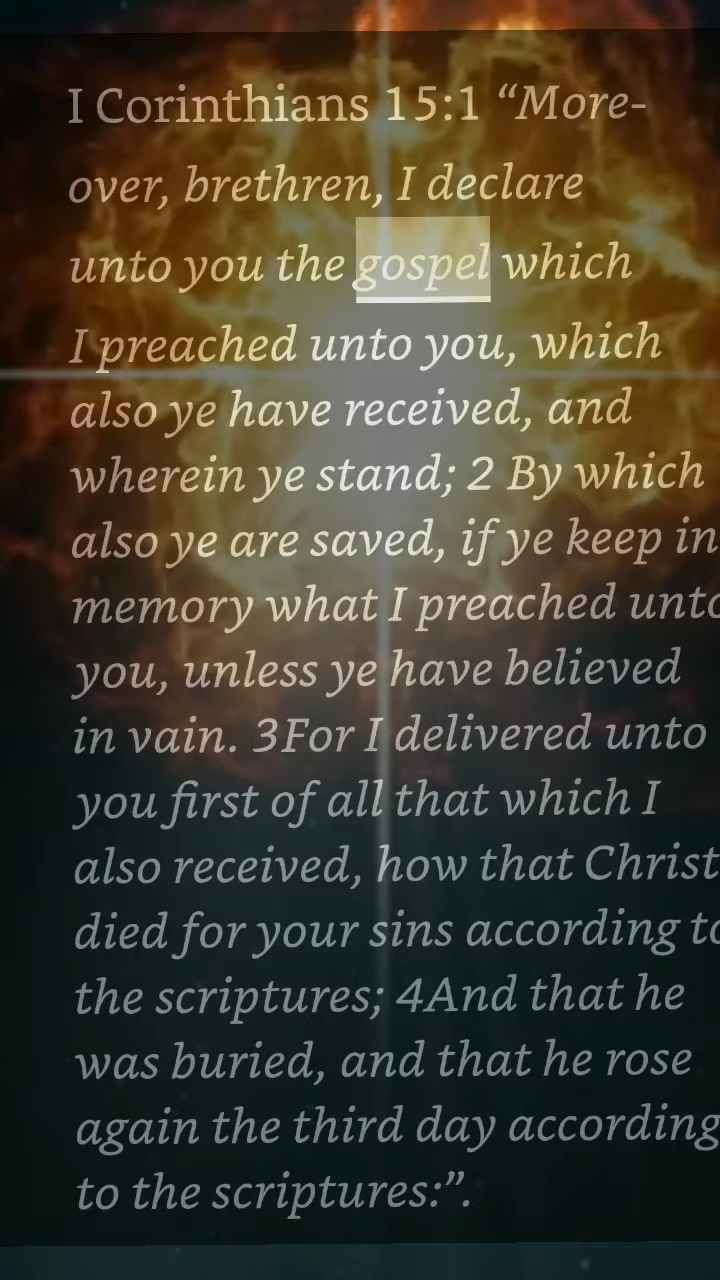 I Corinthians 15:1 “More-
over, brethren, I declare
unto you the gospel which
I preached unto you, which
also ye have received, and
wherein ye stand; 2 By which
also ye are saved, if ye keep in
memory what I preached unto
you, unless ye have believed
in vain. 3For I delivered unto
you first of all that which I
also received, how that Christ
died for your sins according to
the scriptures; 4And that he
was buried, and that he rose
again the third day according
to the scriptures:”.